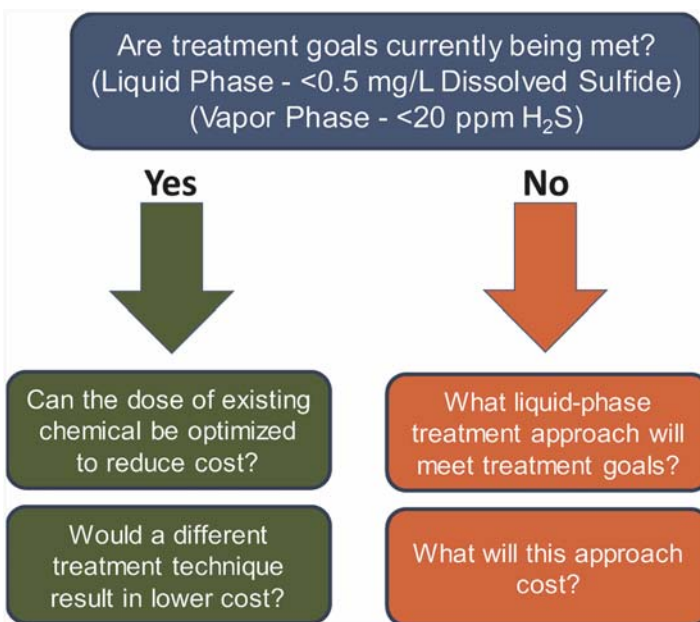 Are treatment goals currently being met?
(Liquid Phase - <0.5 mg/L Dissolved Sulfide)
(Vapor Phase - <20 ppm H₂S)
Yes
No
Can the dose of existing
chemical be optimized
to reduce cost?
What liquid-phase
treatment approach will
meet treatment goals?
Would a different
treatment technique
result in lower cost?
What will this approach
cost?